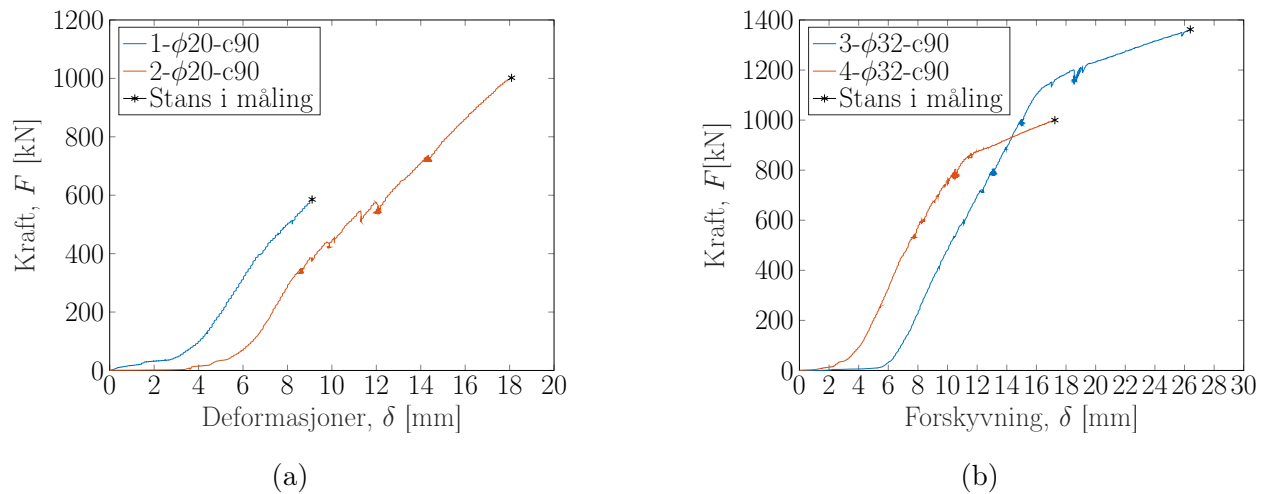 1-ϕ20-c90
2-ϕ20-c90
Stans i måling
Kraft, F [kN]
1200
1000
800
600
400
200
0
0 2 4 6 8 10 12 14 16 18 20
Deformasjoner, δ [mm]
(a)
3-ϕ32-c90
4-ϕ32-c90
Stans i måling
Kraft, F[kN]
1400
1200
1000
800
600
400
200
0
0 2 4 6 8 10 12 14 16 18 20 22 24 26 28 30
Forskyvning, δ [mm]
(b)